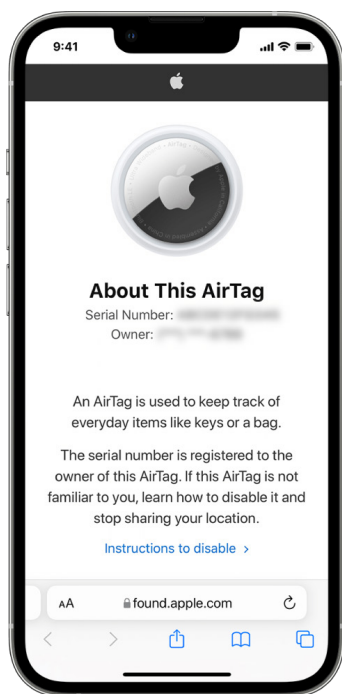 9:41
About This AirTag
Serial Number:
Owner:
An AirTag is used to keep track of
everyday items like keys or a bag.
The serial number is registered to the
owner of this AirTag. If this AirTag is not
familiar to you, learn how to disable it and
stop sharing your location.
Instructions to disable >
AA found.apple.com